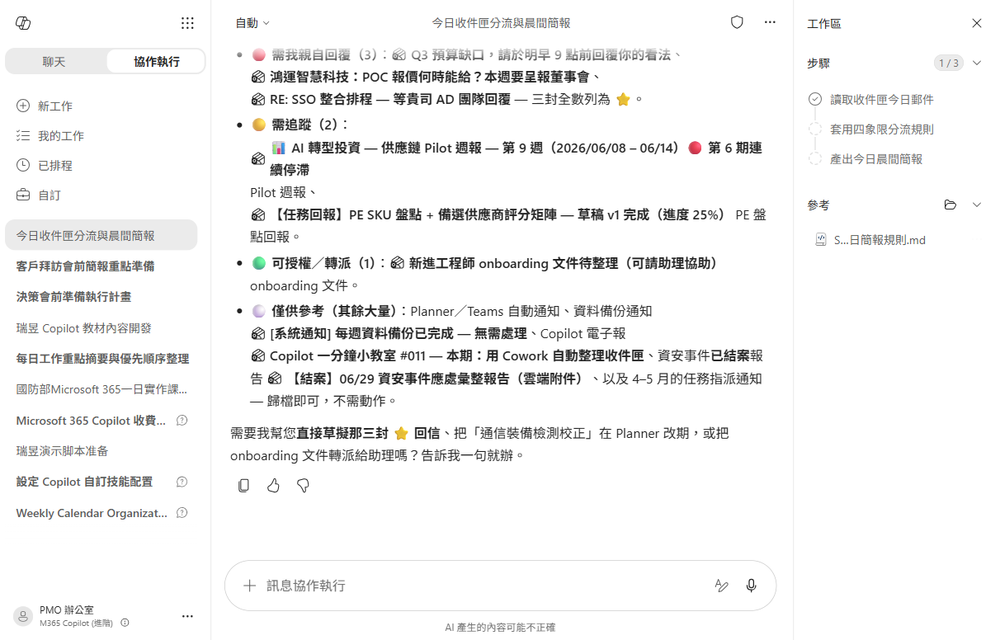 自動
今日收件匣分流與晨間簡報
工作區
聊天
協作執行
新工作
我的工作
已排程
自訂
今日收件匣分流與晨間簡報
客戶拜訪會前簡報重點準備
決策會前準備執行計畫
瑞昱 Copilot 教材內容開發
每日工作重點摘要與優先順序整理
國防部Microsoft 365一日實作課...
Microsoft 365 Copilot 收費...
瑞昱演示脚本准备
設定 Copilot 自訂技能配置
Weekly Calendar Organizat...
PMO 辦公室
M365 Copilot (進階)
• 🔴 需我親自回覆（3）：Q3 預算缺口，請於明早 9 點前回覆你的看法、
鴻運智慧科技：POC 報價何時能給？本週要呈報董事會、
RE: SSO 整合排程 — 等貴司 AD 團隊回覆 — 三封全數列為 ⭐。
• 🟡 需追蹤（2）：
📊 AI 轉型投資 — 供應鏈 Pilot 週報 — 第 9 週（2026/06/08 – 06/14）🔴 第 6 期連
續停滯
Pilot 週報、
【任務回報】PE SKU 盤點 + 備選供應商評分矩陣 — 草稿 v1 完成（進度 25%） PE 盤
點回報。
• 🟢 可授權／轉派（1）：新進工程師 onboarding 文件待整理（可請助理協助）
onboarding 文件。
• 僅供參考（其餘大量）：Planner／Teams 自動通知、資料備份通知
[系統通知] 每週資料備份已完成 — 無需處理、Copilot 電子報
Copilot 一分鐘小教室 #011 — 本期：用 Cowork 自動整理收件匣、資安事件已結案報
告 【結案】06/29 資安事件應處彙整報告（雲端附件）、以及 4–5 月的任務指派通知
— 歸檔即可，不需動作。
需要我幫您直接草擬那三封 ⭐ 回信、把「通信裝備檢測校正」在 Planner 改期，或把
onboarding 文件轉派給助理嗎？告訴我一句就辦。
訊息協作執行
AI 產生的內容可能不正確
步驟
1 / 3
讀取收件匣今日郵件
套用四象限分流規則
產出今日晨間簡報
參考
S...日簡報規則.md